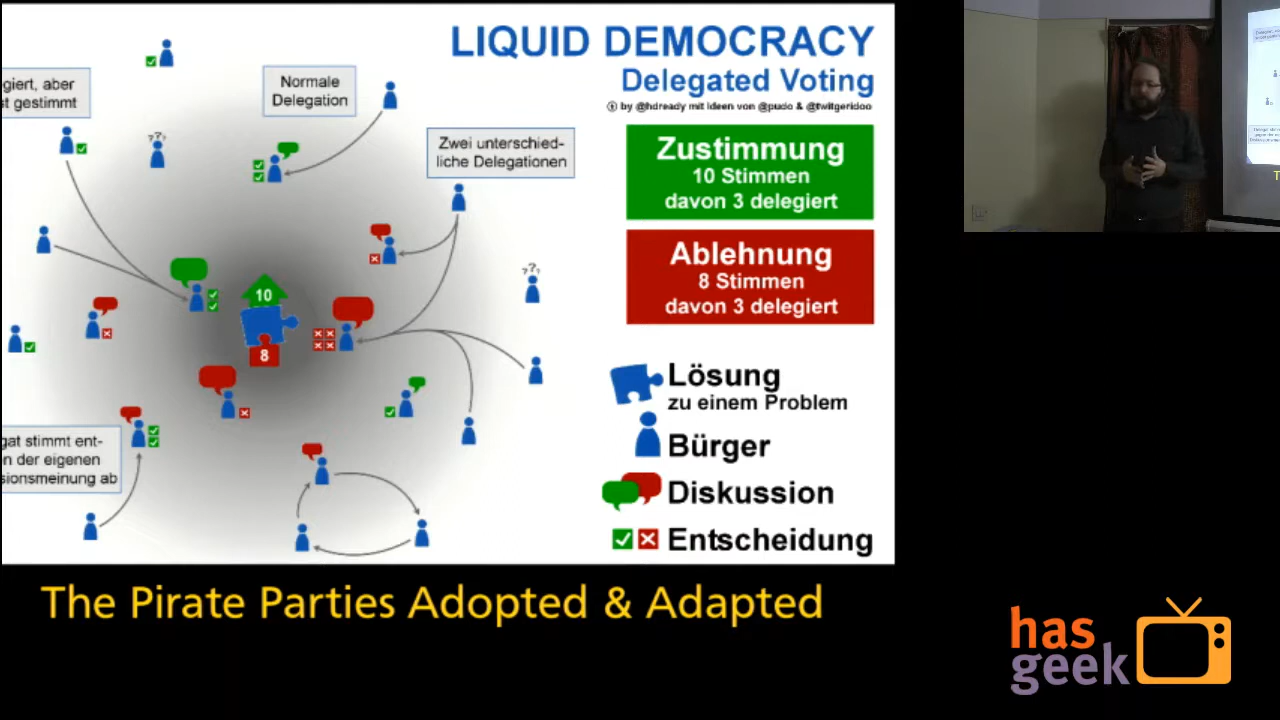 LIQUID DEMOCRACY
Delegated Voting
by @hdready mit Ideen von @pudo & @twitgeridoo
giert, aber
st gestimmt
Normale
Delegation
???
Zwei unterschied-
liche Delegationen
???
10
8
gat stimmt ent-
n der eigenen
sionsmeinung ab
Zustimmung
10 Stimmen
davon 3 delegiert
Ablehnung
8 Stimmen
davon 3 delegiert
Lösung
zu einem Problem
Bürger
Diskussion
Entscheidung
The Pirate Parties Adopted & Adapted
has
geek